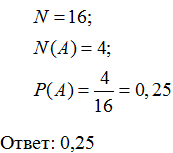 N = 16;
N(A) = 4;
P(A) = 4/16 = 0,25
Ответ: 0,25